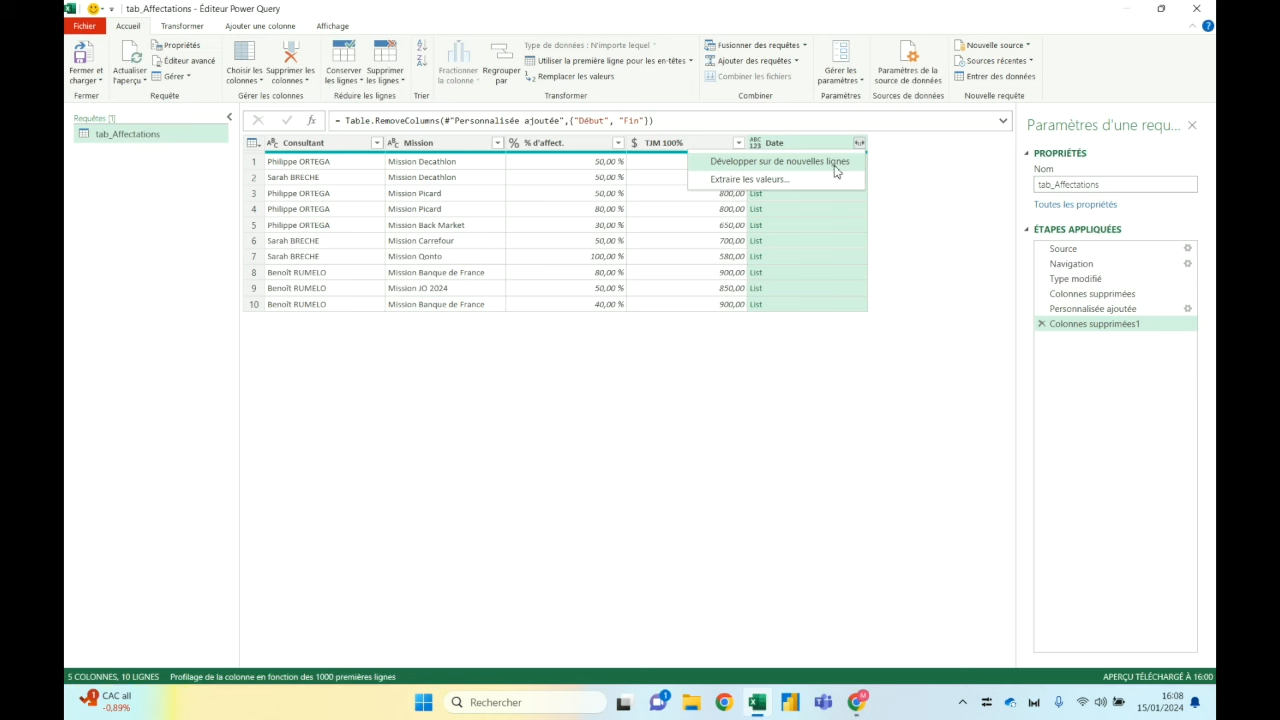 tab_Affectations - Éditeur Power Query
Fichier
Accueil
Transformer
Ajouter une colonne
Affichage
?
Fermer et
charger
Fermer
Actualiser
l'aperçu
Propriétés
Éditeur avancé
Gérer
Requête
Choisir les
colonnes
Supprimer les
colonnes
Gérer les colonnes
Conserver
les lignes
Supprimer
les lignes
Réduire les lignes
Trier
Fractionner
la colonne
Regrouper
par
Type de données : N'importe lequel
Utiliser la première ligne pour les en-têtes
Remplacer les valeurs
Transformer
Fusionner des requêtes
Ajouter des requêtes
Combiner les fichiers
Combiner
Gérer les
paramètres
Paramètres
Paramètres de la
source de données
Sources de données
Nouvelle source
Sources récentes
Entrer des données
Nouvelle requête
Requêtes [1]
tab_Affectations
fx
= Table.RemoveColumns(#"Personnalisée ajoutée",{"Début", "Fin"})
ABC Consultant ABC Mission % % d'affect. $ TJM 100% ABC 123 Date
1 Philippe ORTEGA Mission Decathlon 50,00 %
2 Sarah BRECHE Mission Decathlon 50,00 %
3 Philippe ORTEGA Mission Picard 50,00 % 800,00 List
4 Philippe ORTEGA Mission Picard 80,00 % 800,00 List
5 Philippe ORTEGA Mission Back Market 30,00 % 650,00 List
6 Sarah BRECHE Mission Carrefour 50,00 % 700,00 List
7 Sarah BRECHE Mission Qonto 100,00 % 580,00 List
8 Benoît RUMELO Mission Banque de France 80,00 % 900,00 List
9 Benoît RUMELO Mission JO 2024 50,00 % 850,00 List
10 Benoît RUMELO Mission Banque de France 40,00 % 900,00 List
Développer sur de nouvelles lignes
Extraire les valeurs...
Paramètres d'une requ...
PROPRIÉTÉS
Nom
tab_Affectations
Toutes les propriétés
ÉTAPES APPLIQUÉES
Source
Navigation
Type modifié
Colonnes supprimées
Personnalisée ajoutée
Colonnes supprimées1
5 COLONNES, 10 LIGNES Profilage de la colonne en fonction des 1000 premières lignes
APERÇU TÉLÉCHARGÉ À 16:00
1
CAC all
-0,89%
Rechercher
1
M
16:08
15/01/2024